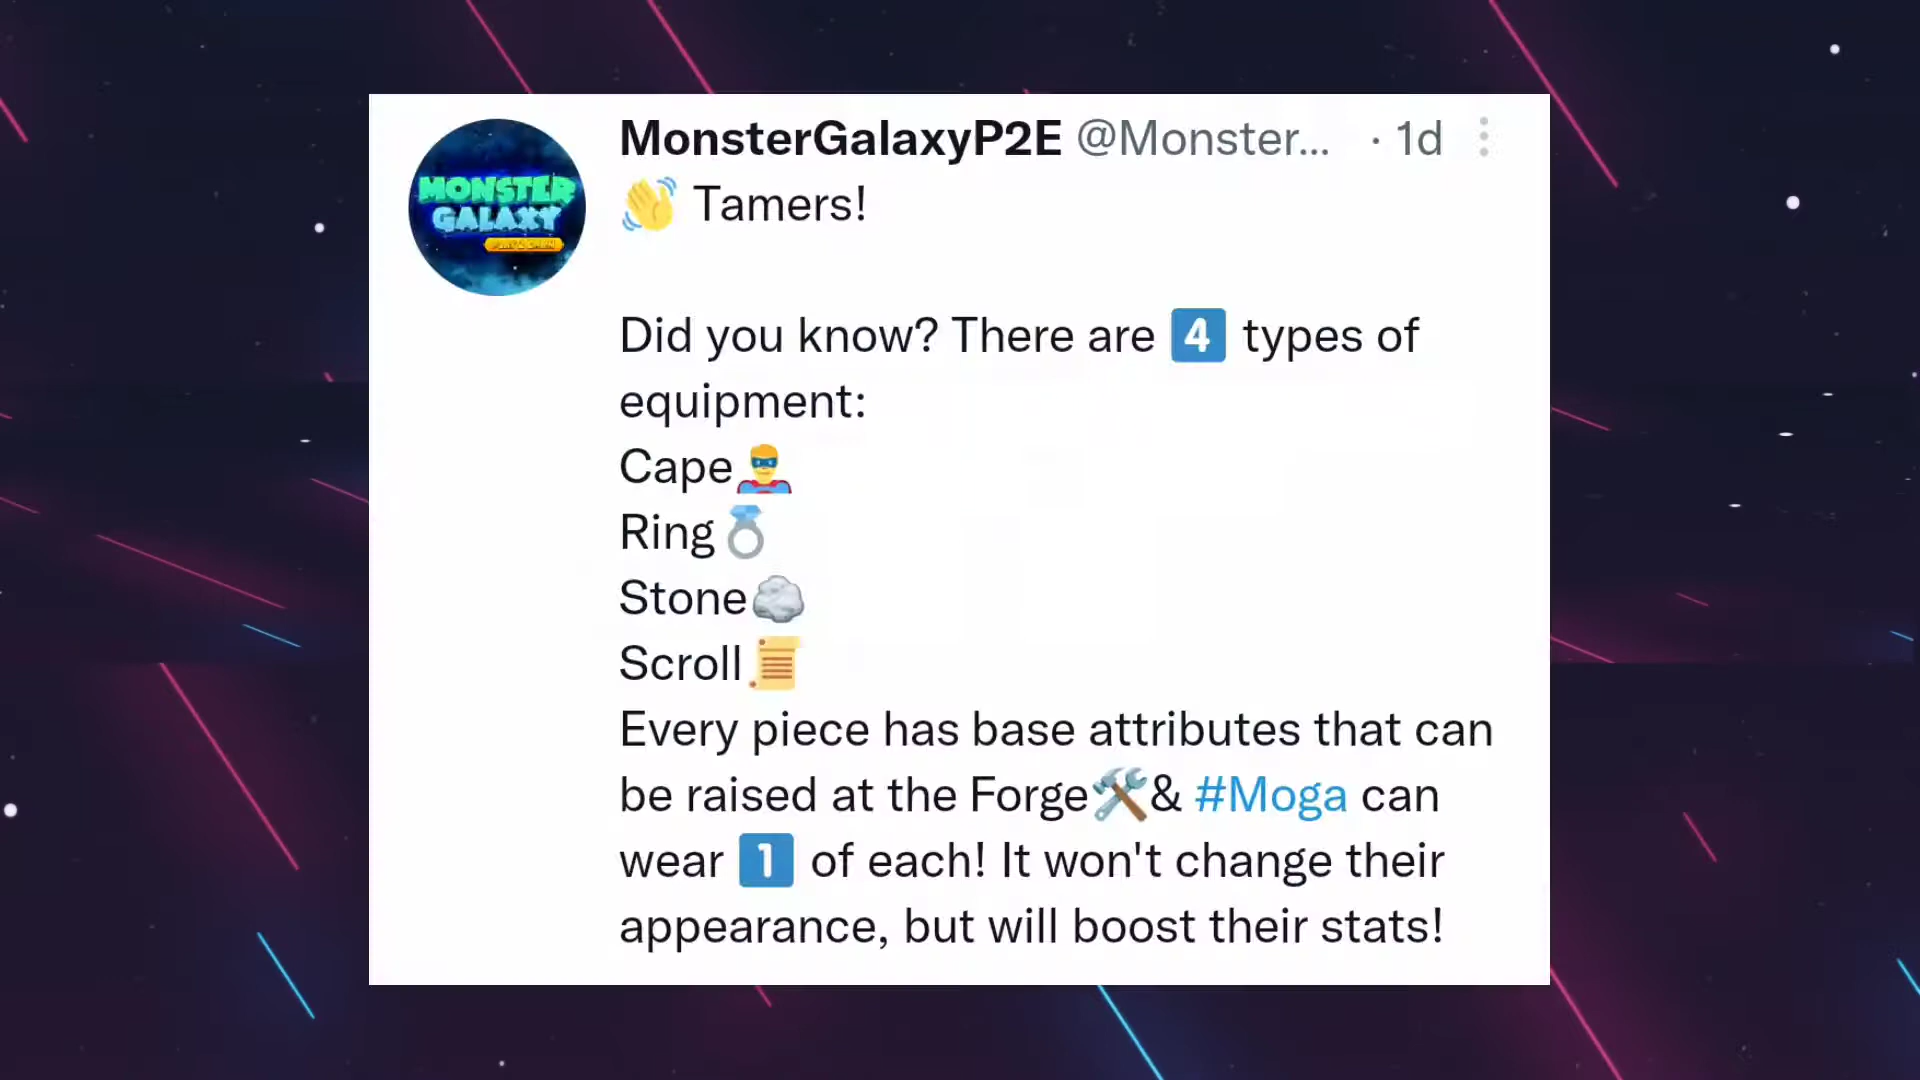 MonsterGalaxyP2E @Monster... · 1d
👋 Tamers!
MONSTER
GALAXY
Did you know? There are 4️⃣ types of
equipment:
Cape🦸‍♂️
Ring💍
Stone🪨
Scroll📜
Every piece has base attributes that can
be raised at the Forge🛠️& #Moga can
wear 1️⃣ of each! It won't change their
appearance, but will boost their stats!